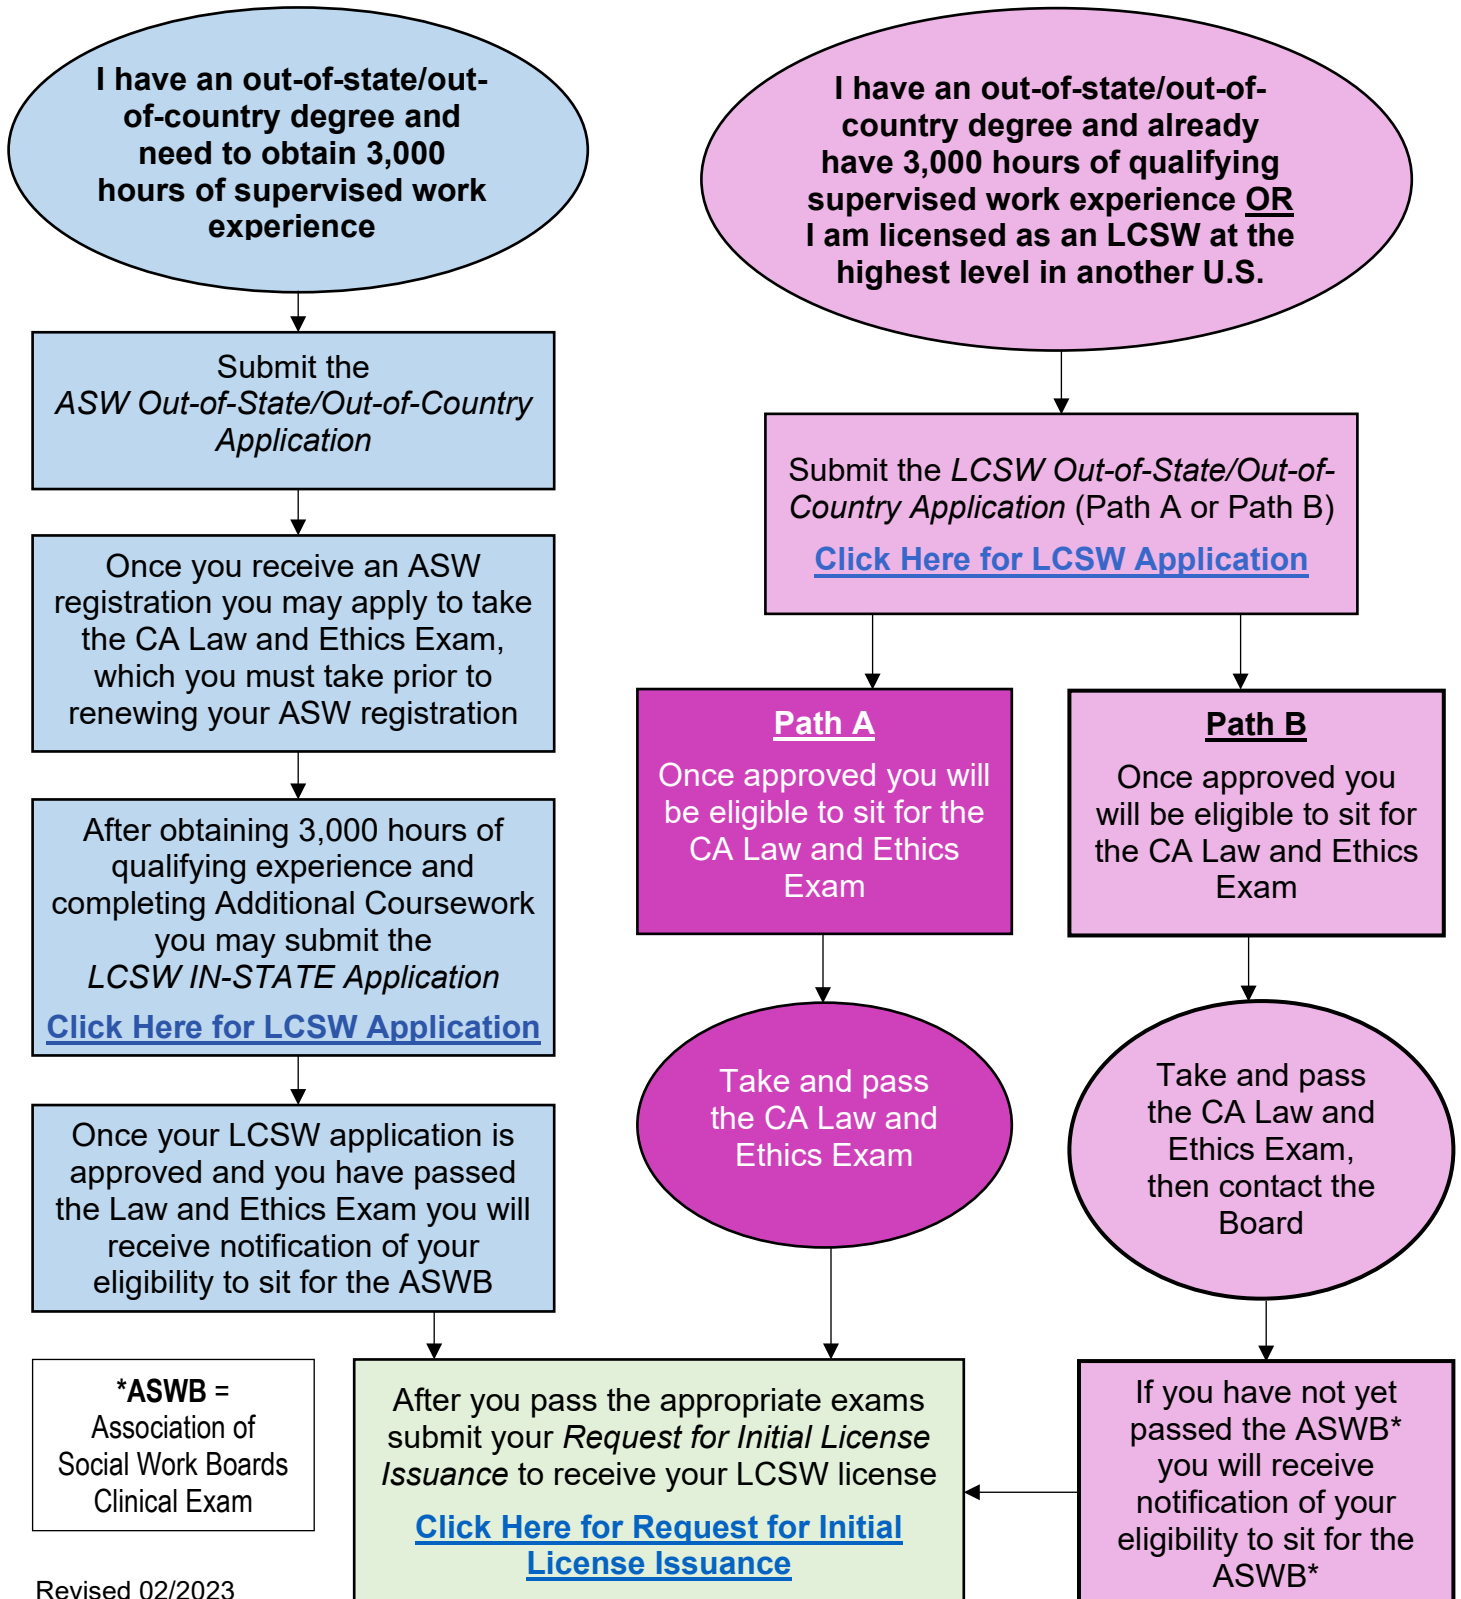 I have an out-of-state/out-
of-country degree and
need to obtain 3,000
hours of supervised work
experience
Submit the
ASW Out-of-State/Out-of-Country
Application
Once you receive an ASW
registration you may apply to take
the CA Law and Ethics Exam,
which you must take prior to
renewing your ASW registration
After obtaining 3,000 hours of
qualifying experience and
completing Additional Coursework
you may submit the
LCSW IN-STATE Application
Click Here for LCSW Application
Once your LCSW application is
approved and you have passed
the Law and Ethics Exam you will
receive notification of your
eligibility to sit for the ASWB
I have an out-of-state/out-of-
country degree and already
have 3,000 hours of qualifying
supervised work experience OR
I am licensed as an LCSW at the
highest level in another U.S.
Submit the LCSW Out-of-State/Out-of-
Country Application (Path A or Path B)
Click Here for LCSW Application
Path A
Once approved you will
be eligible to sit for the
CA Law and Ethics
Exam
Take and pass
the CA Law and
Ethics Exam
Path B
Once approved you
will be eligible to sit for
the CA Law and Ethics
Exam
Take and pass
the CA Law and
Ethics Exam,
then contact the
Board
If you have not yet
passed the ASWB*
you will receive
notification of your
eligibility to sit for the
ASWB*
After you pass the appropriate exams
submit your Request for Initial License
Issuance to receive your LCSW license
Click Here for Request for Initial
License Issuance
*ASWB =
Association of
Social Work Boards
Clinical Exam
Revised 02/2023